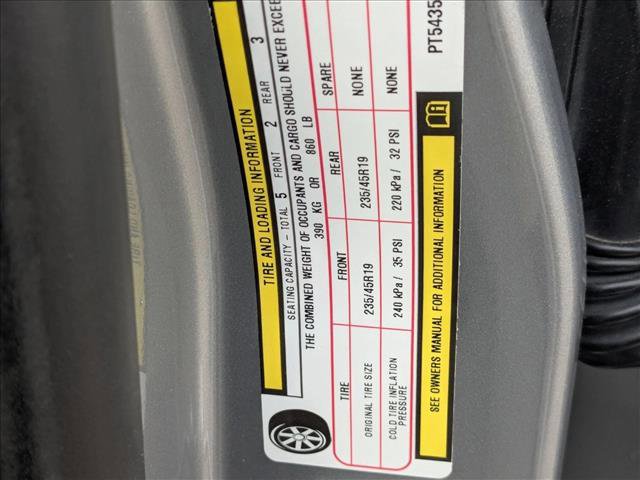 TIRE AND LOADING INFORMATION
SEATING CAPACITY - TOTAL 5 FRONT 2 REAR 3
THE COMBINED WEIGHT OF OCCUPANTS AND CARGO SHOULD NEVER EXCEE
390 KG OR 860 LB
TIRE FRONT REAR SPARE
ORIGINAL TIRE SIZE 235/45R19 235/45R19 NONE
COLD TIRE INFLATION PRESSURE 240 kPa / 35 PSI 220 kPa / 32 PSI NONE
SEE OWNERS MANUAL FOR ADDITIONAL INFORMATION
PT5435